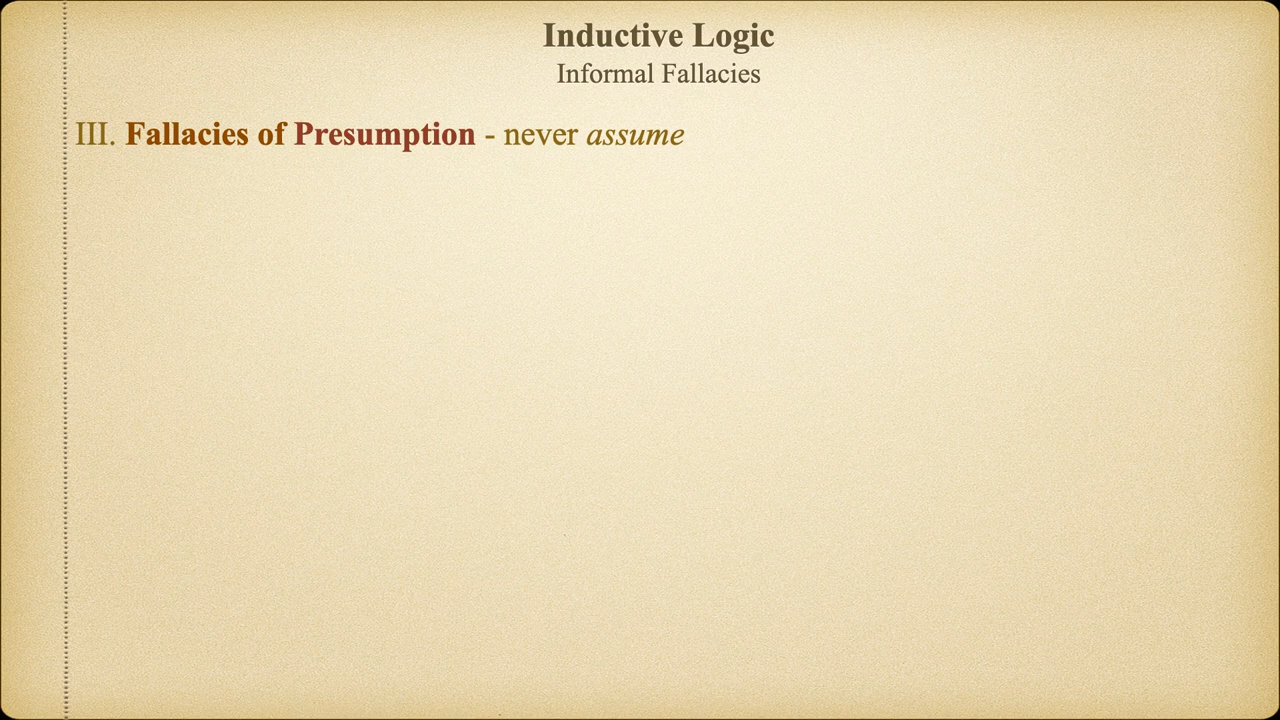 Inductive Logic
Informal Fallacies
III. Fallacies of Presumption - never assume